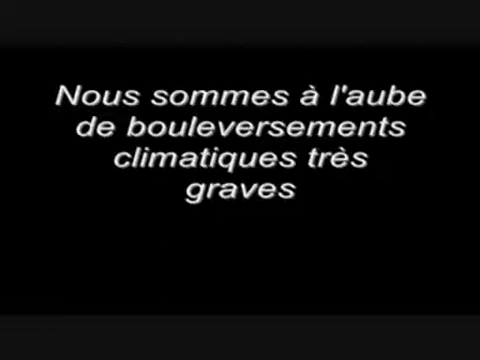 Nous sommes à l'aube
de bouleversements
climatiques très
graves